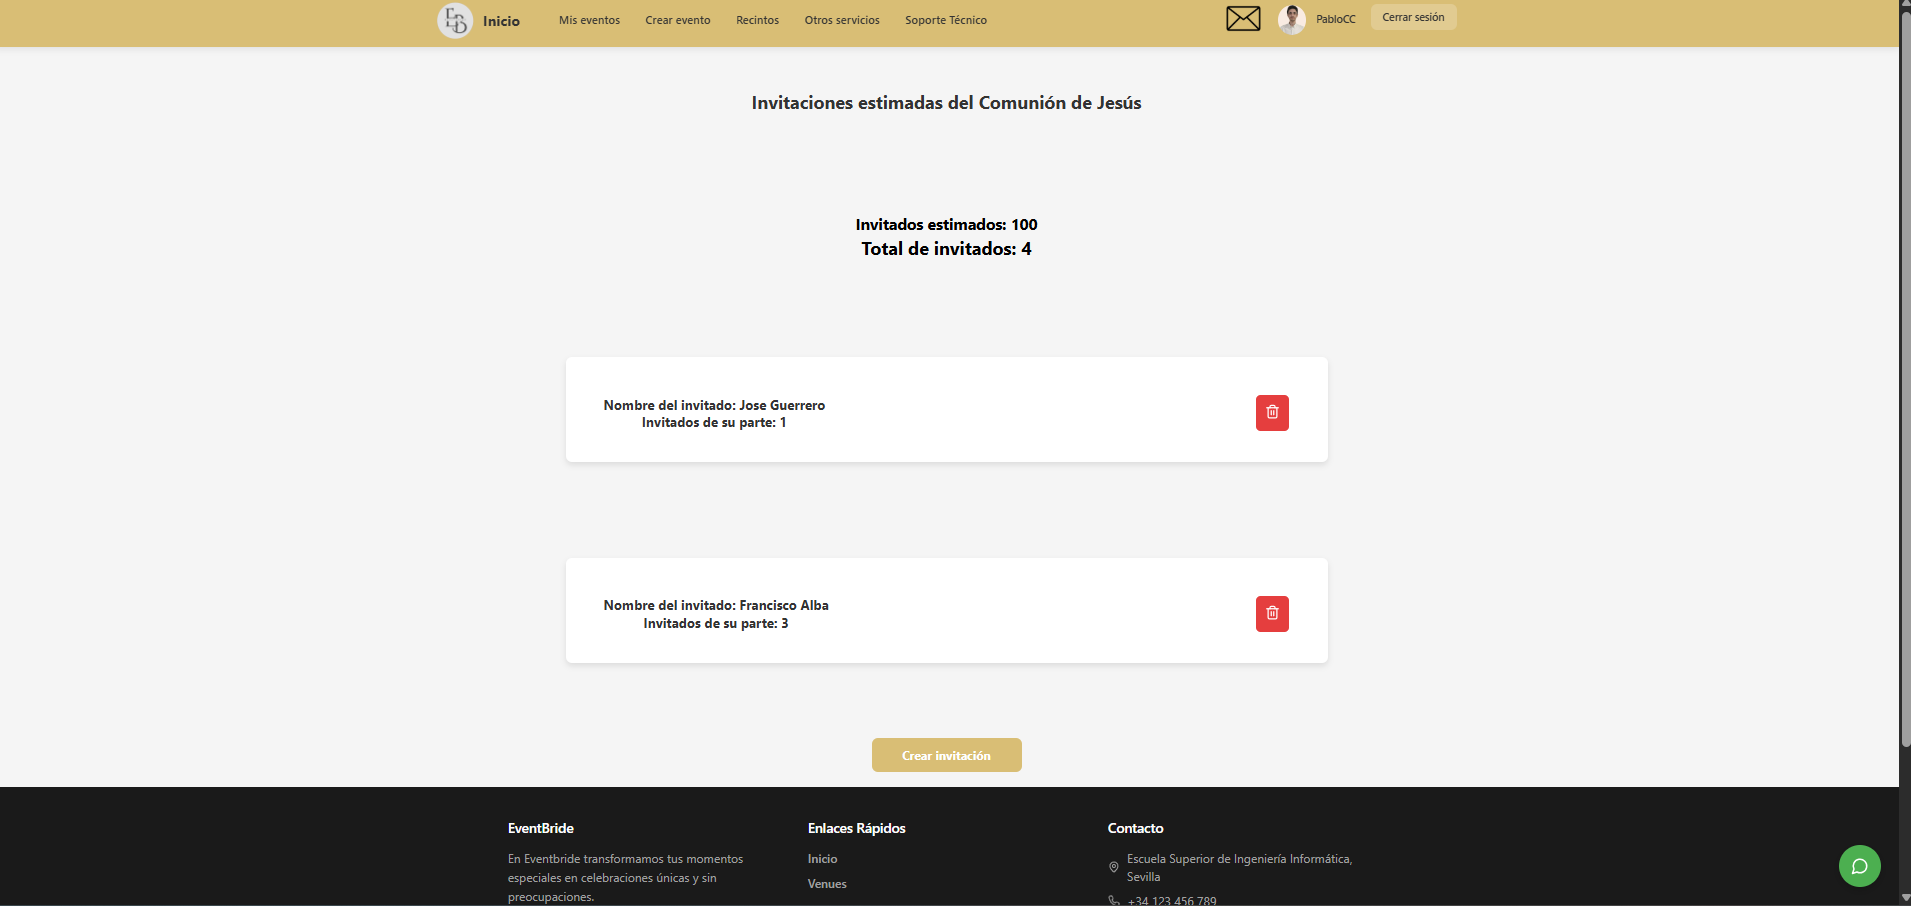 EB Inicio Mis eventos Crear evento Recintos Otros servicios Soporte Técnico PabloCC Cerrar sesión
Invitaciones estimadas del Comunión de Jesús
Invitados estimados: 100
Total de invitados: 4
Nombre del invitado: Jose Guerrero
Invitados de su parte: 1
Nombre del invitado: Francisco Alba
Invitados de su parte: 3
Crear invitación
EventBride
En Eventbride transformamos tus momentos
especiales en celebraciones únicas y sin
preocupaciones.
Enlaces Rápidos
Inicio
Venues
Contacto
Escuela Superior de Ingeniería Informática,
Sevilla
+34 123 456 789